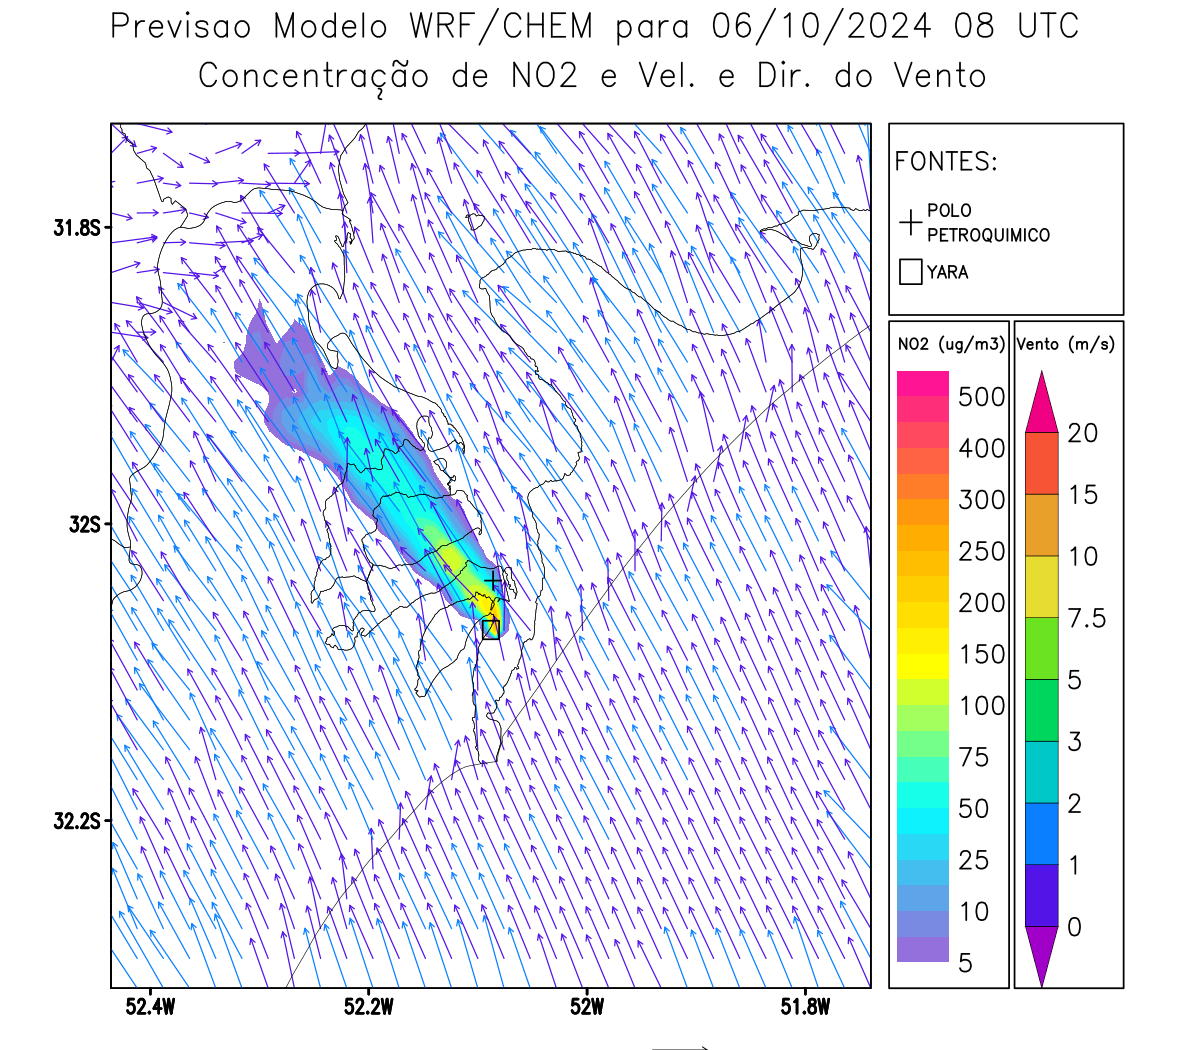 Previsao Modelo WRF/CHEM para 06/10/2024 08 UTC
Concentração de NO2 e Vel. e Dir. do Vento
FONTES:
POLO
PETROQUIMICO
YARA
31.8S
32S
32.2S
52.4W
52.2W
52W
51.8W
NO2 (ug/m3)
500
400
300
250
200
150
100
75
50
25
10
5
Vento (m/s)
20
15
10
7.5
5
3
2
1
0